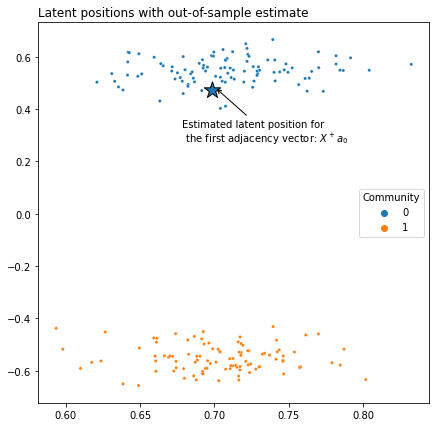 Latent positions with out-of-sample estimate
0.6
0.4
Estimated latent position for
the first adjacency vector: X⁺a₀
0.2
Community
0
1
0.0
−0.2
−0.4
−0.6
0.60 0.65 0.70 0.75 0.80